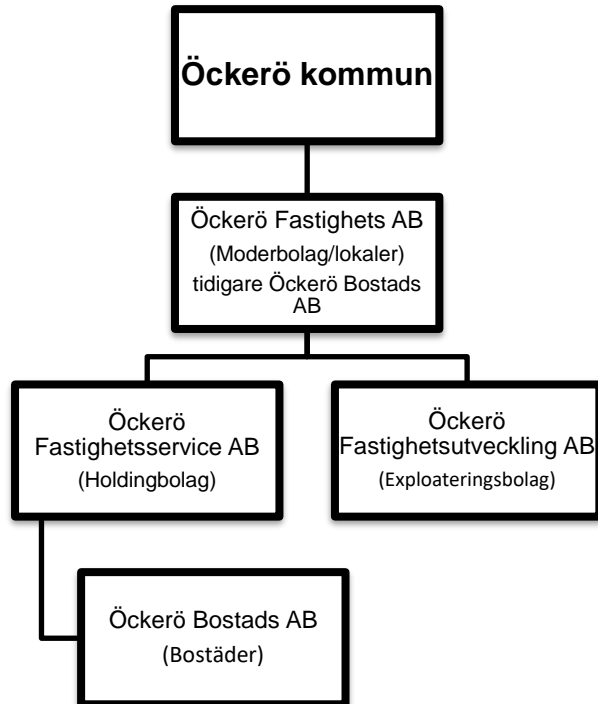 Öckerö kommun
Öckerö Fastighets AB
(Moderbolag/lokaler)
tidigare Öckerö Bostads
AB
Öckerö
Fastighetsservice AB
(Holdingbolag)
Öckerö
Fastighetsutveckling AB
(Exploateringsbolag)
Öckerö Bostads AB
(Bostäder)